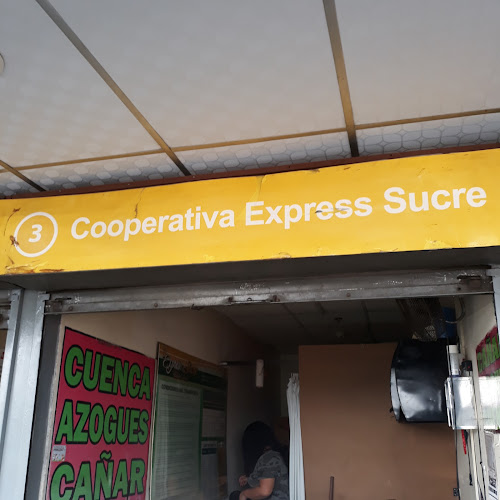 3 Cooperativa Express Sucre
CUENCA
AZOGUES
CAÑAR